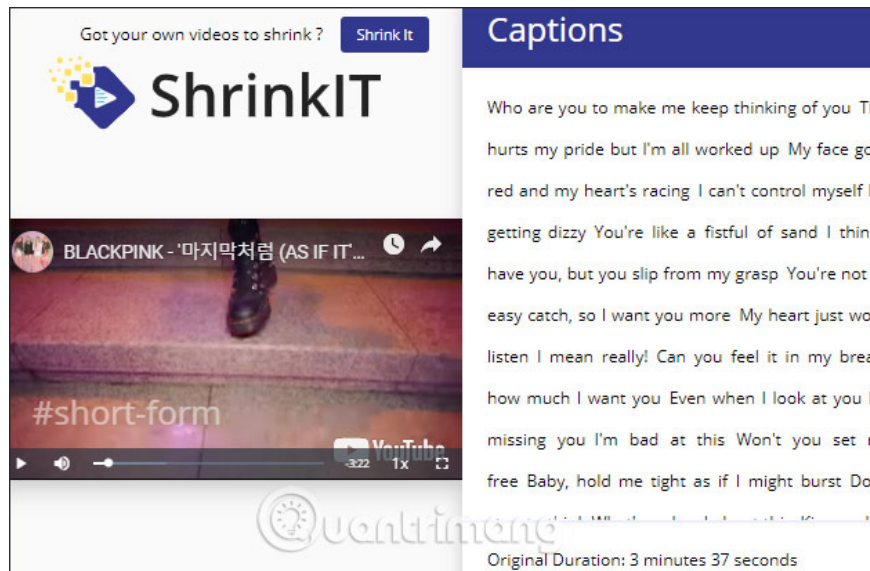 Got your own videos to shrink ? Shrink It
ShrinkIT
BLACKPINK - '마지막처럼 (AS IF IT'...
#short-form
YouTube
-3:22 1x
Captions
Who are you to make me keep thinking of you
hurts my pride but I'm all worked up My face
red and my heart's racing I can't control myself
getting dizzy You're like a fistful of sand I
have you, but you slip from my grasp You're not
easy catch, so I want you more My heart just
listen I mean really! Can you feel it in my
how much I want you Even when I look at you
missing you I'm bad at this Won't you set
free Baby, hold me tight as if I might burst
Original Duration: 3 minutes 37 seconds
Quantrimang